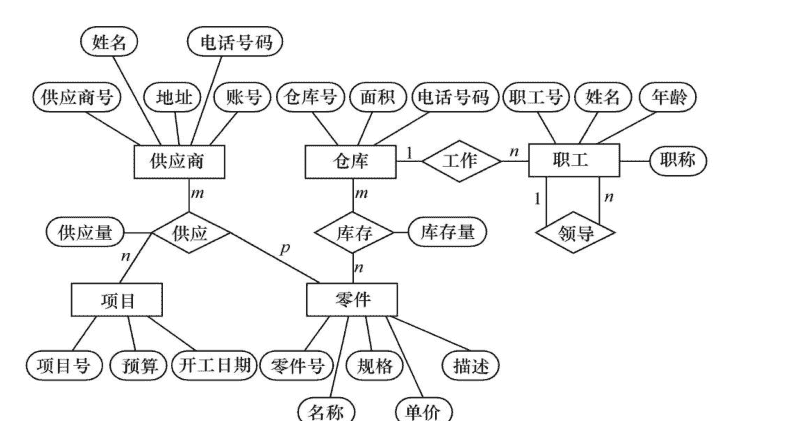 姓名 电话号码
供应商号 地址 账号 仓库号 面积 电话号码 职工号 姓名 年龄
供应商 仓库 1 工作 n 职工 职称
m m 1 n
供应量 供应 库存 库存量 领导
n p n
项目 零件
项目号 预算 开工日期 零件号 规格 描述
名称 单价